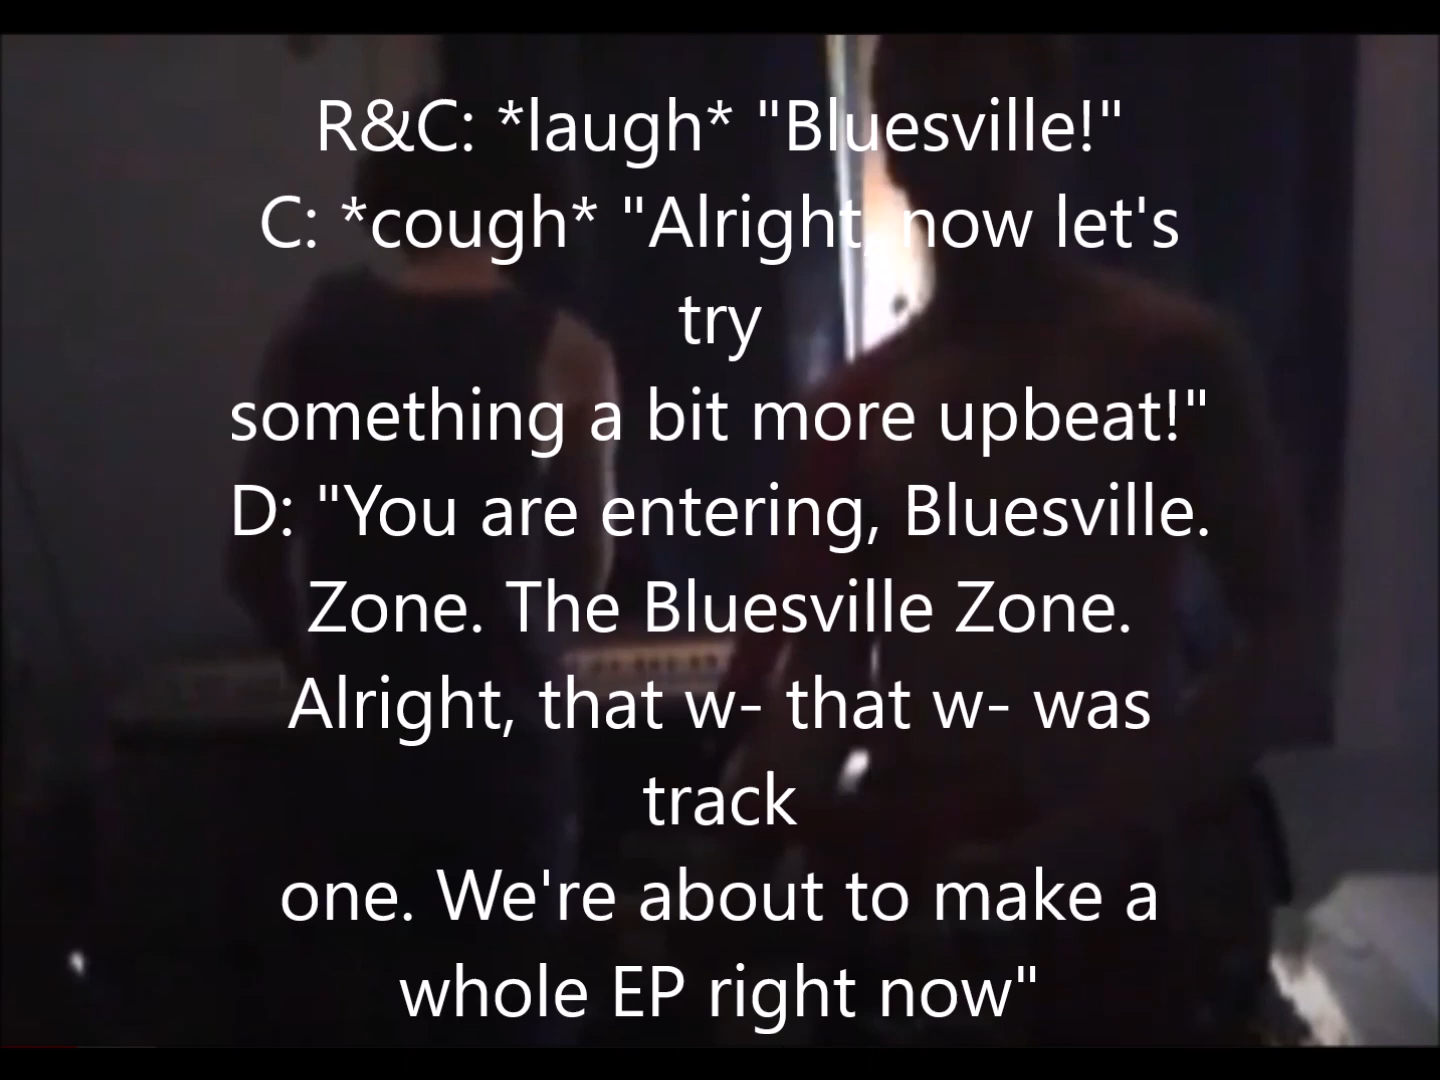 R&C: *laugh* "Bluesville!"
C: *cough* "Alright, now let's
try
something a bit more upbeat!"
D: "You are entering, Bluesville.
Zone. The Bluesville Zone.
Alright, that w- that w- was
track
one. We're about to make a
whole EP right now"